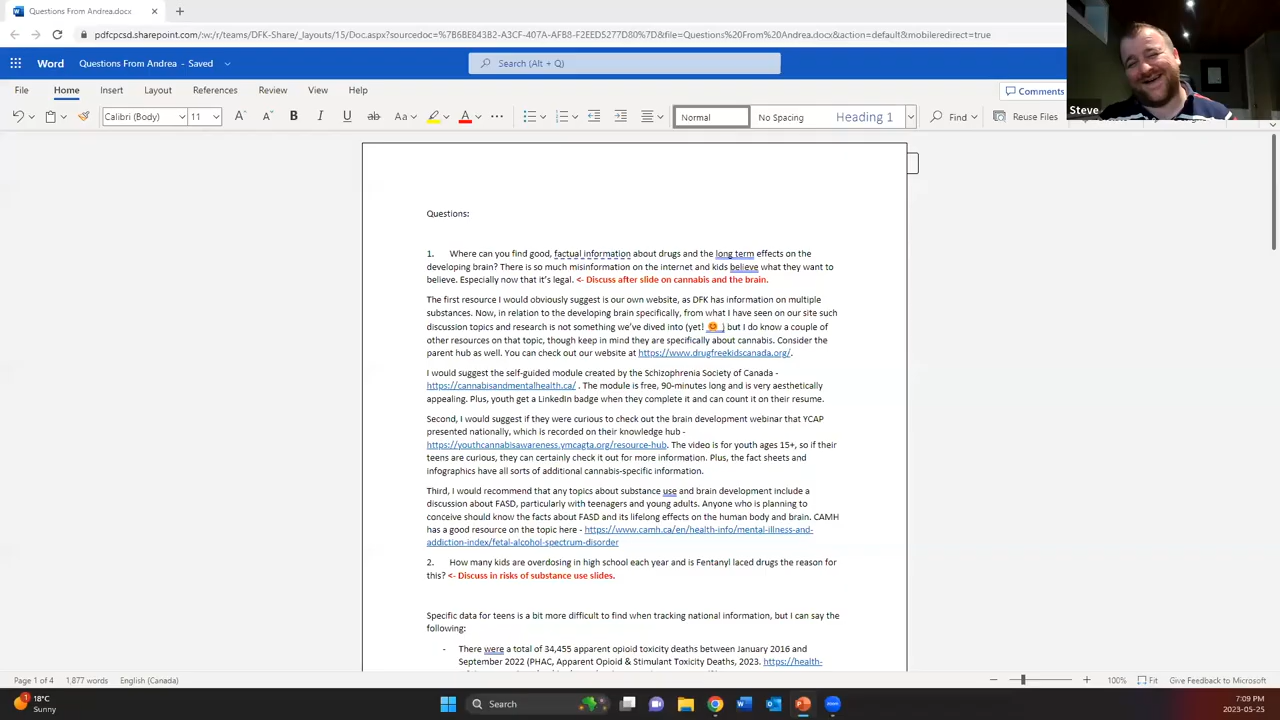 Questions From Andrea.docx
pdfcpcsd.sharepoint.com/:w:/r/teams/DFK-Share/_layouts/15/Doc.aspx?sourcedoc=%7B6BE843B2-A3CF-407A-AFB8-F2EED5277D80%7D&file=Questions%20From%20Andrea.docx&action=default&mobileredirect=true
Word Questions From Andrea - Saved Search (Alt + Q)
File Home Insert Layout References Review View Help Comments
Steve
Calibri (Body) 11 B I U ab Aa A Normal No Spacing Heading 1 Find Reuse Files
Questions:
1. Where can you find good, factual information about drugs and the long term effects on the
developing brain? There is so much misinformation on the internet and kids believe what they want to
believe. Especially now that it's legal. <- Discuss after slide on cannabis and the brain.
The first resource I would obviously suggest is our own website, as DFK has information on multiple
substances. Now, in relation to the developing brain specifically, from what I have seen on our site such
discussion topics and research is not something we've dived into (yet! ) but I do know a couple of
other resources on that topic, though keep in mind they are specifically about cannabis. Consider the
parent hub as well. You can check out our website at https://www.drugfreekidscanada.org/.
I would suggest the self-guided module created by the Schizophrenia Society of Canada -
https://cannabisandmentalhealth.ca/ . The module is free, 90-minutes long and is very aesthetically
appealing. Plus, youth get a LinkedIn badge when they complete it and can count it on their resume.
Second, I would suggest if they were curious to check out the brain development webinar that YCAP
presented nationally, which is recorded on their knowledge hub -
https://youthcannabisawareness.ymcagta.org/resource-hub. The video is for youth ages 15+, so if their
teens are curious, they can certainly check it out for more information. Plus, the fact sheets and
infographics have all sorts of additional cannabis-specific information.
Third, I would recommend that any topics about substance use and brain development include a
discussion about FASD, particularly with teenagers and young adults. Anyone who is planning to
conceive should know the facts about FASD and its lifelong effects on the human body and brain. CAMH
has a good resource on the topic here - https://www.camh.ca/en/health-info/mental-illness-and-
addiction-index/fetal-alcohol-spectrum-disorder
2. How many kids are overdosing in high school each year and is Fentanyl laced drugs the reason for
this? <- Discuss in risks of substance use slides.
Specific data for teens is a bit more difficult to find when tracking national information, but I can say the
following:
- There were a total of 34,455 apparent opioid toxicity deaths between January 2016 and
September 2022 (PHAC, Apparent Opioid & Stimulant Toxicity Deaths, 2023. https://health-
Page 1 of 4 1,877 words English (Canada) 100% Fit Give Feedback to Microsoft
18°C
Sunny
Search
7:09 PM
2023-05-25